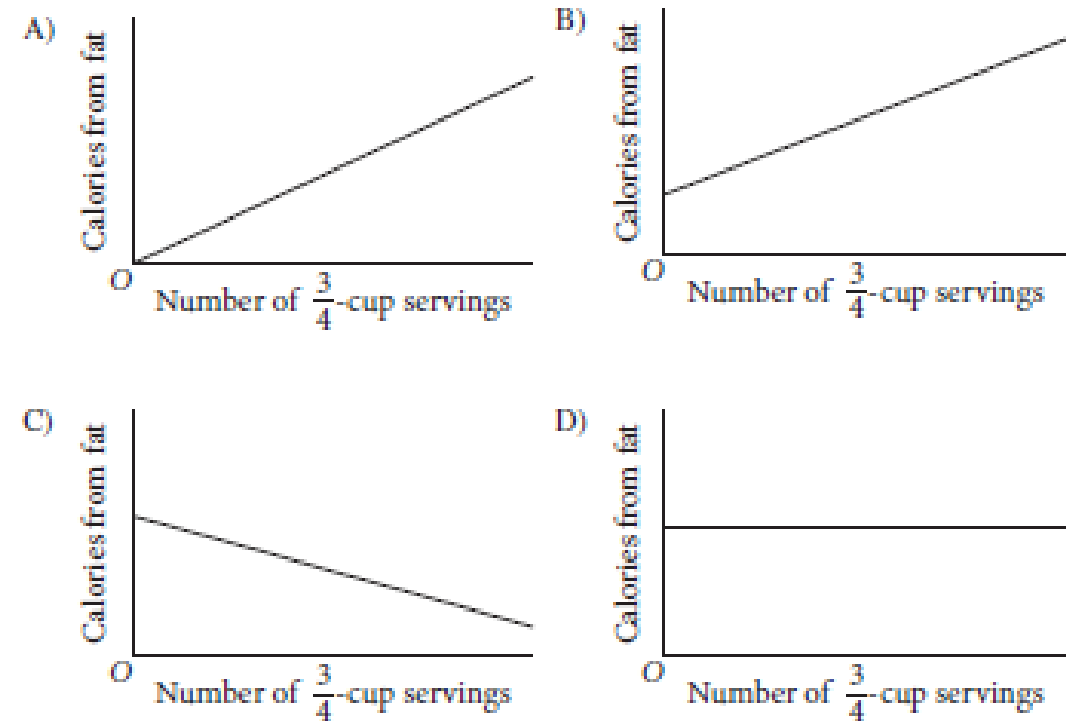 A)
Calories from fat
O
Number of 3/4-cup servings
B)
Calories from fat
O
Number of 3/4-cup servings
C)
Calories from fat
O
Number of 3/4-cup servings
D)
Calories from fat
O
Number of 3/4-cup servings